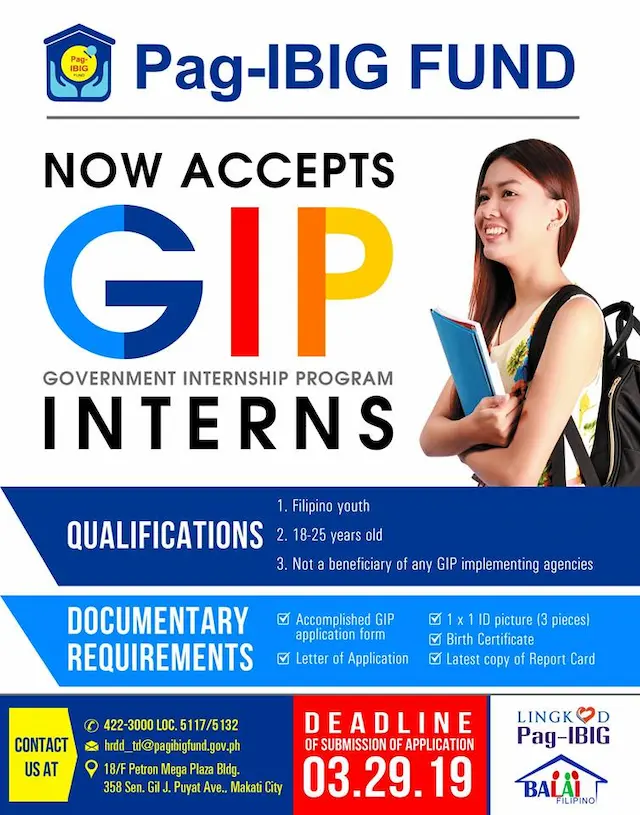 Pag-IBIG FUND
Pag-
IBIG
FUND
NOW ACCEPTS
GIP
GOVERNMENT INTERNSHIP PROGRAM
INTERNS
QUALIFICATIONS
1. Filipino youth
2. 18-25 years old
3. Not a beneficiary of any GIP implementing agencies
DOCUMENTARY
REQUIREMENTS
Accomplished GIP
application form
Letter of Application
1 x 1 ID picture (3 pieces)
Birth Certificate
Latest copy of Report Card
CONTACT
US AT
422-3000 LOC. 5117/5132
hrdd_td@pagibigfund.gov.ph
18/F Petron Mega Plaza Bldg.
358 Sen. Gil J. Puyat Ave., Makati City
DEADLINE
OF SUBMISSION OF APPLICATION
03.29.19
LINGKOD
Pag-IBIG
BALAI
FILIPINO